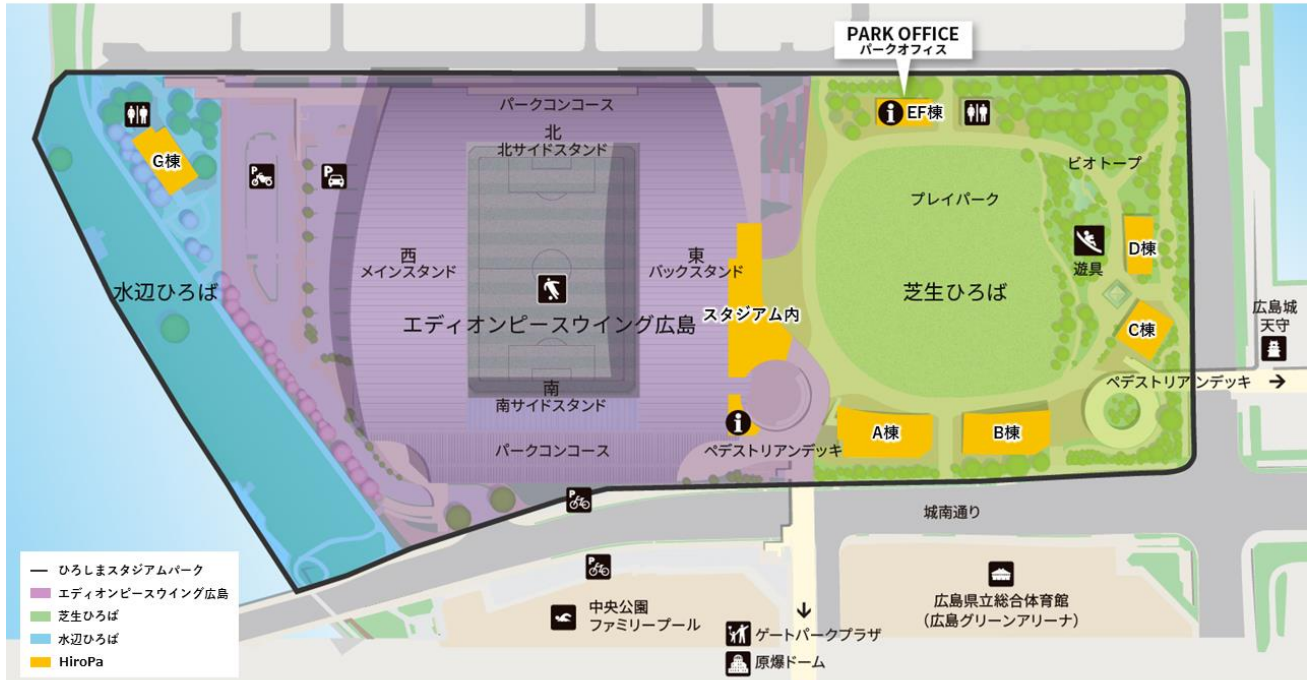 PARK OFFICE
パークオフィス
パークコンコース
EF棟
北
北サイドスタンド
G棟
P
P
ビオトープ
プレイパーク
西
メインスタンド
東
バックスタンド
D棟
遊具
水辺ひろば
芝生ひろば
スタジアム内
エディオンピースウイング広島
C棟
広島城
天守
ペデストリアンデッキ →
南
南サイドスタンド
A棟
B棟
パークコンコース
ペデストリアンデッキ
P
城南通り
P
中央公園
ファミリープール
広島県立総合体育館
(広島グリーンアリーナ)
↓
ゲートパークプラザ
原爆ドーム
ひろしまスタジアムパーク
エディオンピースウイング広島
芝生ひろば
水辺ひろば
HiroPa